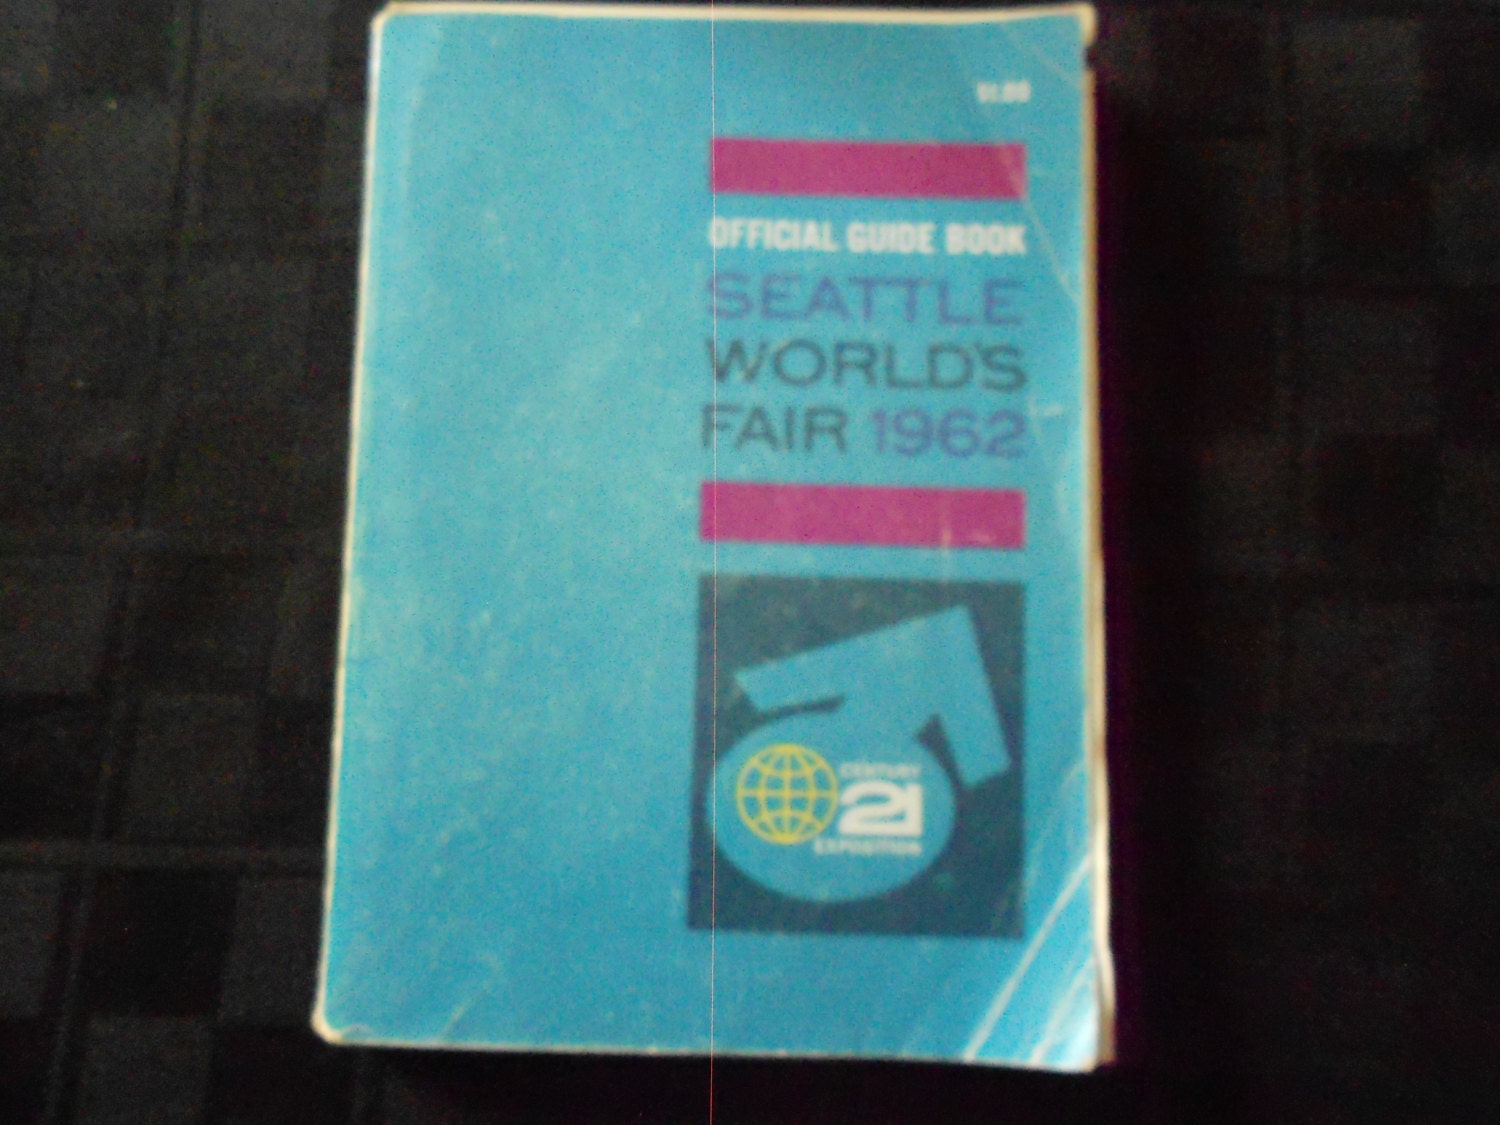 $1.00
OFFICIAL GUIDE BOOK
SEATTLE
WORLD'S
FAIR 1962
CENTURY
21
EXPOSITION